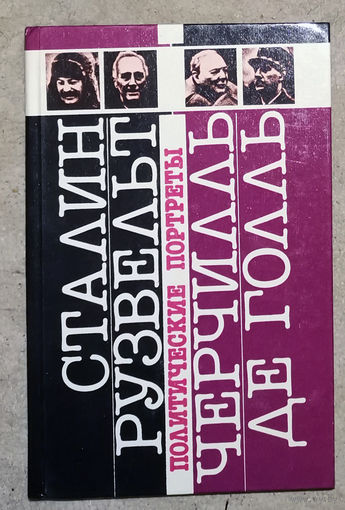 СТАЛИН
РУЗВЕЛЬТ
ПОЛИТИЧЕСКИЕ ПОРТРЕТЫ
ЧЕРЧИЛЛЬ
ДЕ ГОЛЛЬ